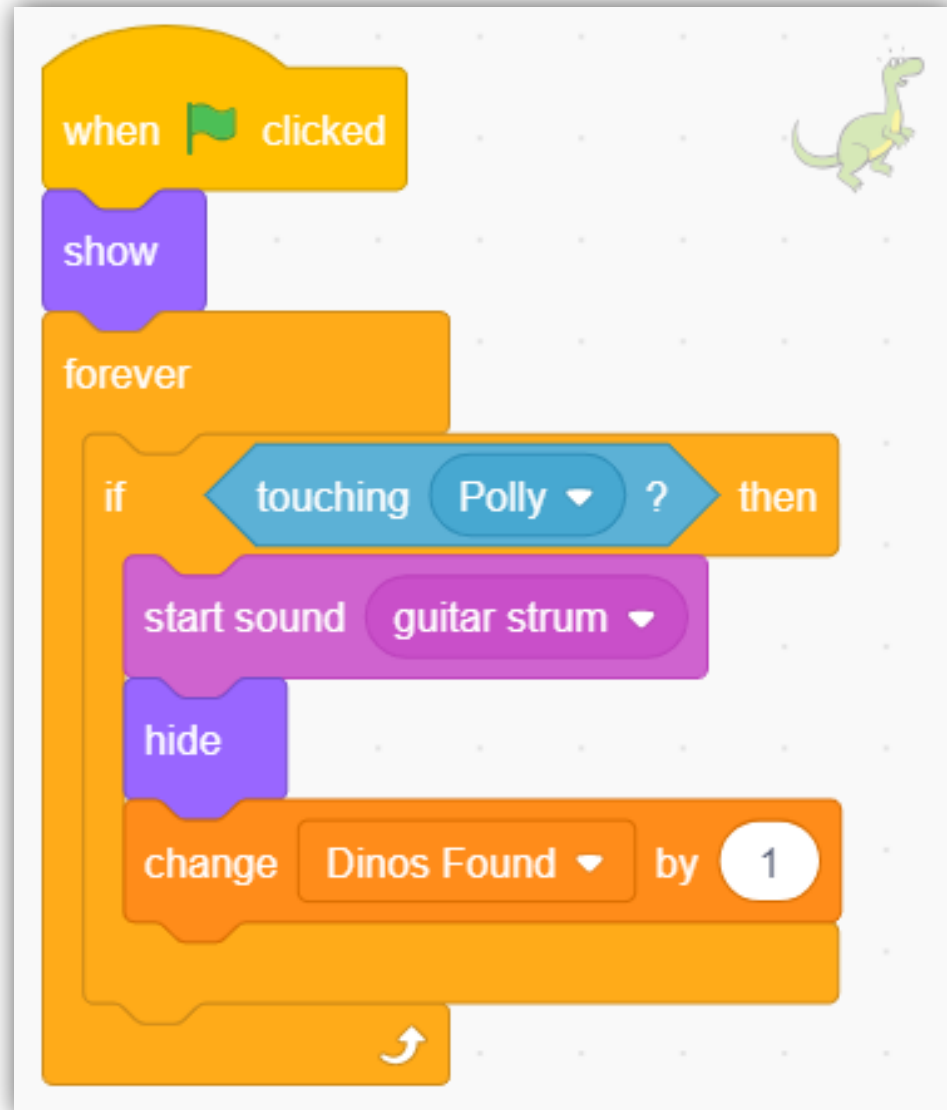 when clicked
show
forever
if touching Polly ? then
start sound guitar strum
hide
change Dinos Found by 1